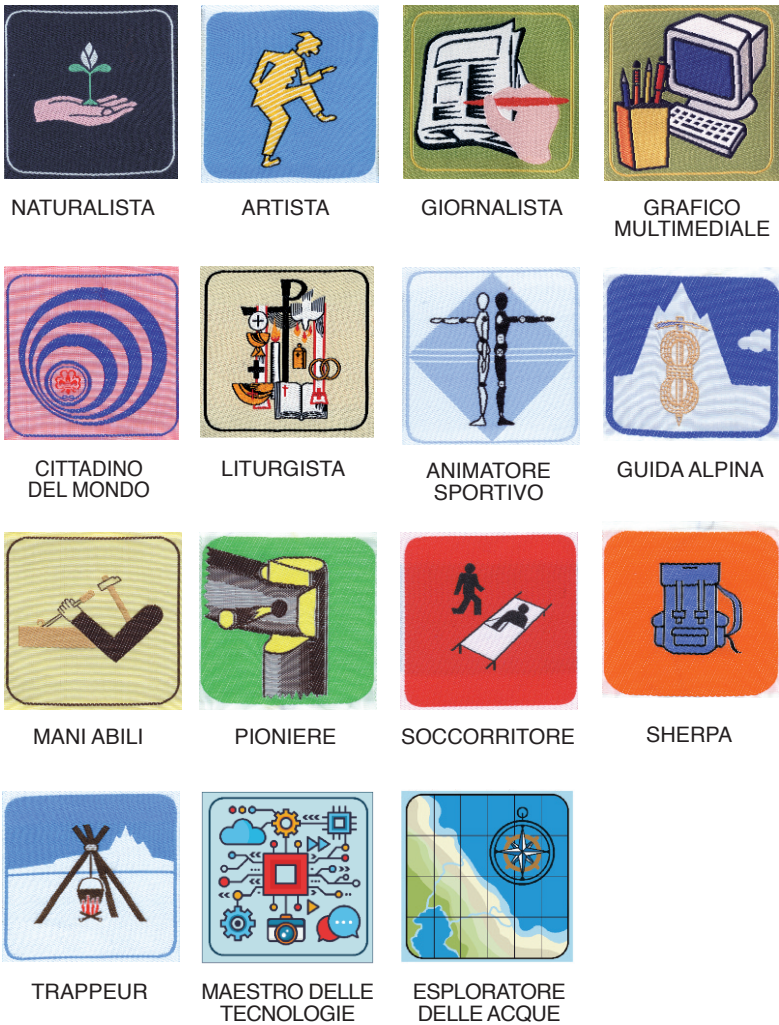 NATURALISTA
ARTISTA
GIORNALISTA
GRAFICO
MULTIMEDIALE
CITTADINO
DEL MONDO
LITURGISTA
ANIMATORE
SPORTIVO
GUIDA ALPINA
MANI ABILI
PIONIERE
SOCCORRITORE
SHERPA
TRAPPEUR
MAESTRO DELLE
TECNOLOGIE
ESPLORATORE
DELLE ACQUE